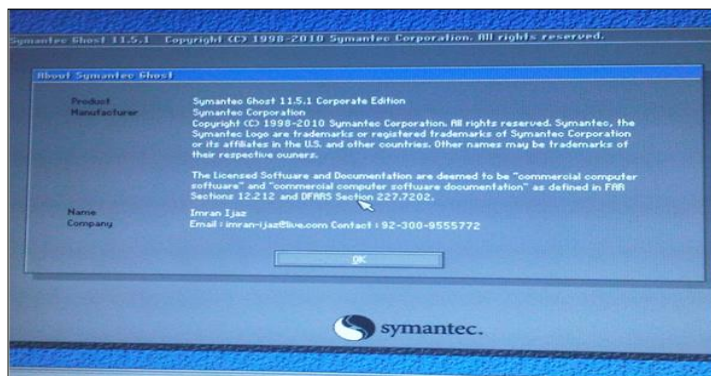 Symantec Ghost 11.5.1 Copyright (C) 1998-2010 Symantec Corporation. All rights reserved.
About Symantec Ghost
Product Symantec Ghost 11.5.1 Corporate Edition
Manufacturer Symantec Corporation
Copyright (C) 1998-2010 Symantec Corporation. All rights reserved. Symantec, the
Symantec Logo are trademarks or registered trademarks of Symantec Corporation
or its affiliates in the U.S. and other countries. Other names may be trademarks of
their respective owners.
The Licensed Software and Documentation are deemed to be "commercial computer
software" and "commercial computer software documentation" as defined in FAR
Sections 12.212 and DFARS Section 227.7202.
Name Imran Ijaz
Company Email : imran-ijaz@live.com Contact : 92-300-9555772
OK
symantec.